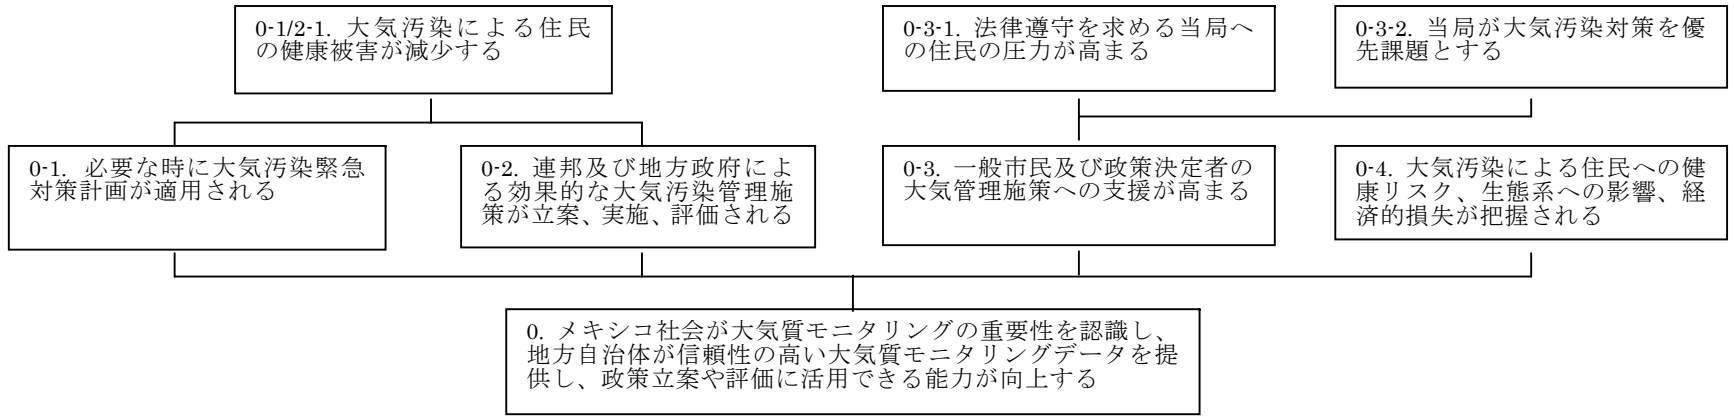 0-1/2-1. 大気汚染による住民
の健康被害が減少する
0-3-1. 法律遵守を求める当局へ
の住民の圧力が高まる
0-3-2. 当局が大気汚染対策を優
先課題とする
0-1. 必要な時に大気汚染緊急
対策計画が適用される
0-2. 連邦及び地方政府によ
る効果的な大気汚染管理施
策が立案、実施、評価される
0-3. 一般市民及び政策決定者の
大気管理施策への支援が高まる
0-4. 大気汚染による住民への健
康リスク、生態系への影響、経
済的損失が把握される
0. メキシコ社会が大気質モニタリングの重要性を認識し、
地方自治体が信頼性の高い大気質モニタリングデータを提
供し、政策立案や評価に活用できる能力が向上する